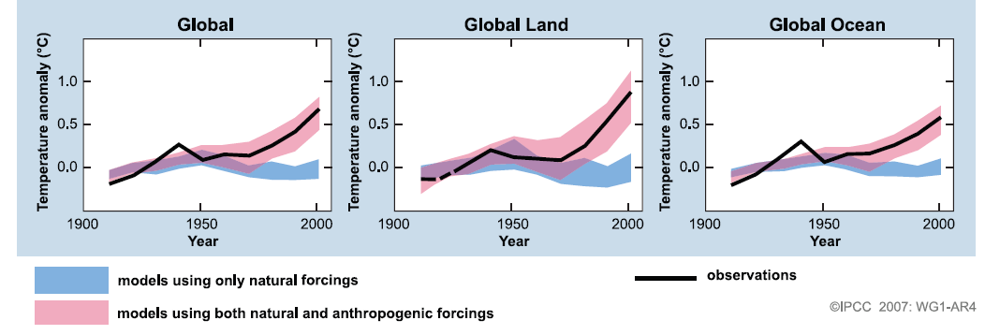 Global
Temperature anomaly (°C)
1.0
0.5
0.0
1900
1950
2000
Year
Global Land
Temperature anomaly (°C)
1.0
0.5
0.0
1900
1950
2000
Year
Global Ocean
Temperature anomaly (°C)
1.0
0.5
0.0
1900
1950
2000
Year
models using only natural forcings
models using both natural and anthropogenic forcings
observations
©IPCC 2007: WG1-AR4